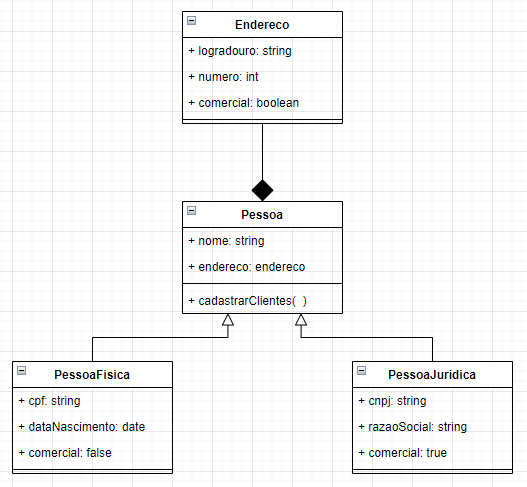 Endereco
+ logradouro: string
+ numero: int
+ comercial: boolean
Pessoa
+ nome: string
+ endereco: endereco
+ cadastrarClientes(  )
PessoaFisica
+ cpf: string
+ dataNascimento: date
+ comercial: false
PessoaJuridica
+ cnpj: string
+ razaoSocial: string
+ comercial: true